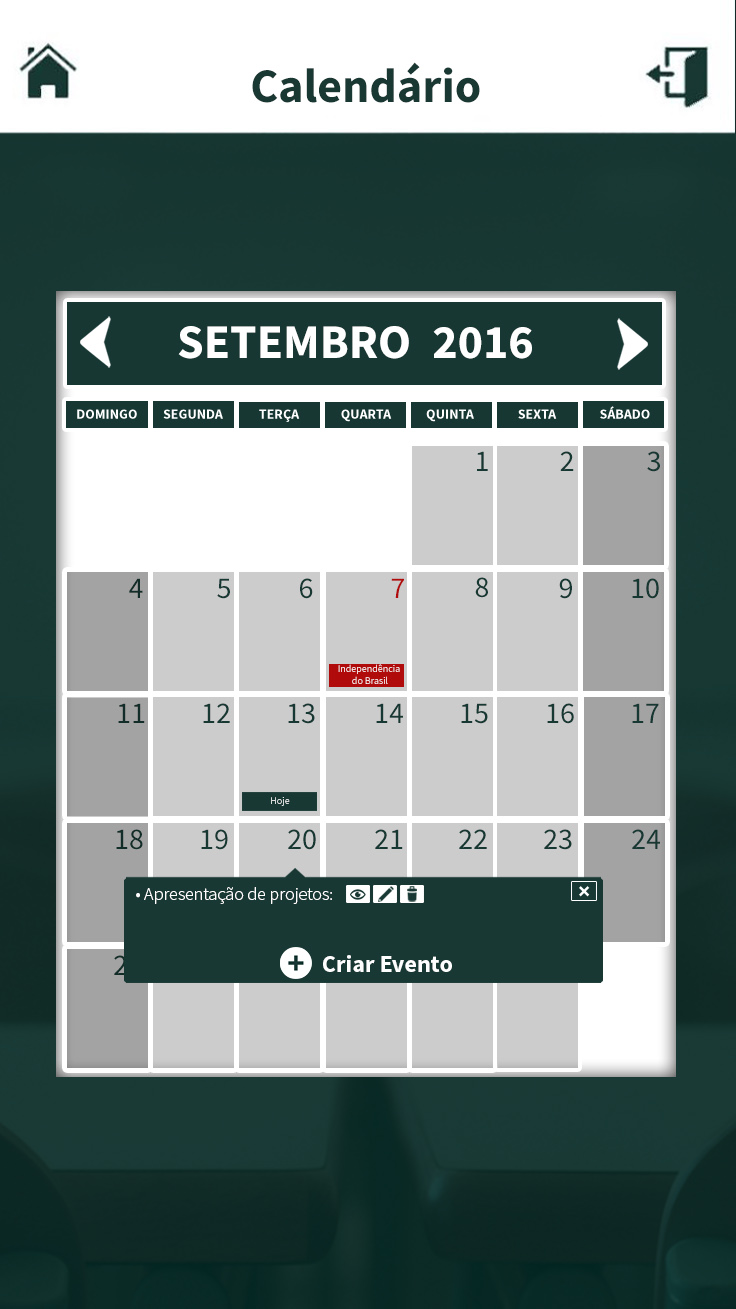 Calendário
SETEMBRO 2016
DOMINGO SEGUNDA TERÇA QUARTA QUINTA SEXTA SÁBADO
1 2 3
4 5 6 7 8 9 10
Independência
do Brasil
11 12 13 14 15 16 17
Hoje
18 19 20 21 22 23 24
• Apresentação de projetos:
Criar Evento